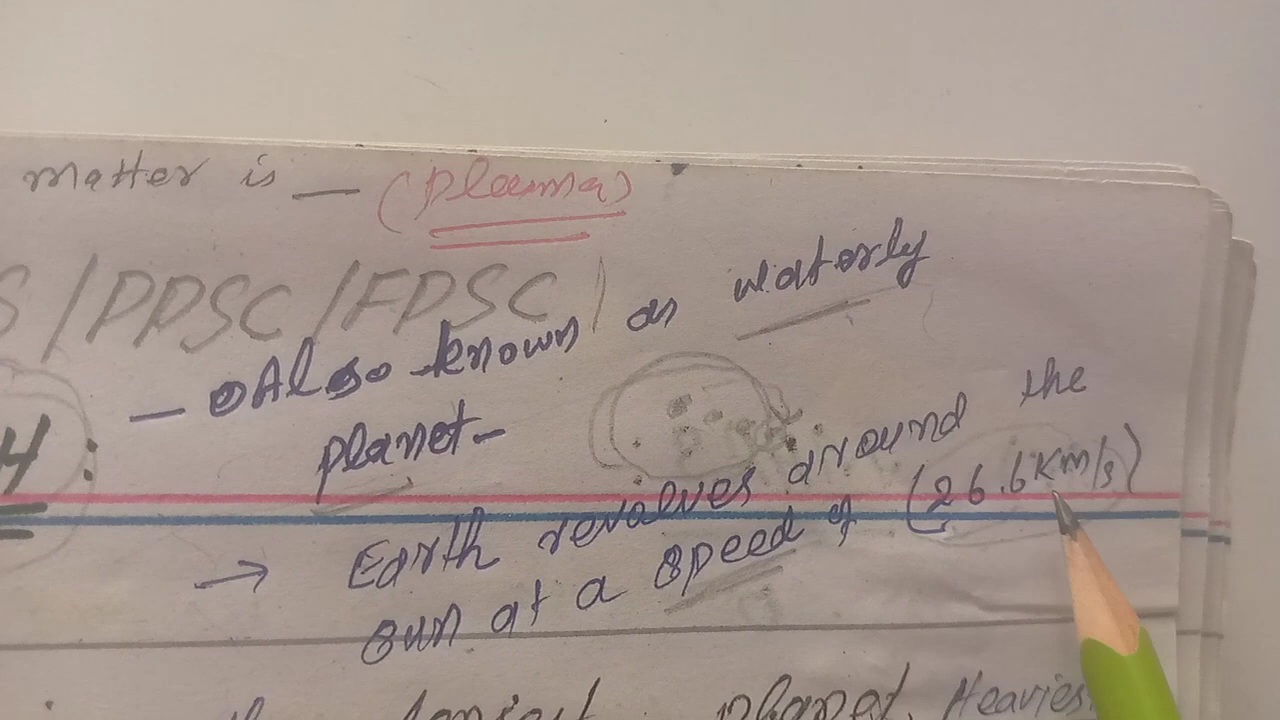 matter is — (Plasma)
S/PPSC/FPSC/
— Also known as waterly
H : planet-
→ Earth revolves around the
sun at a speed of (26.6 Km/s)
planet. Heavies